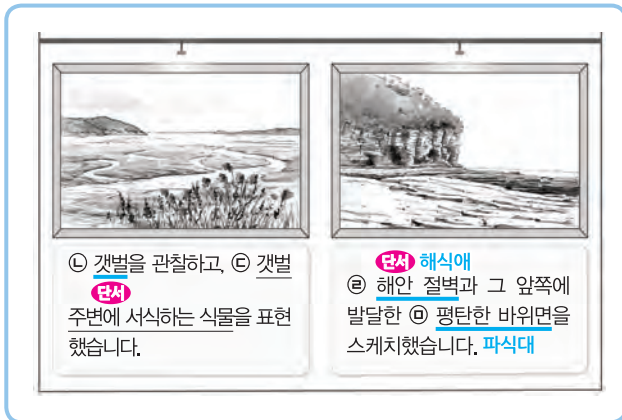 ㉡ 갯벌을 관찰하고, ㉢ 갯벌
단서
주변에 서식하는 식물을 표현
했습니다.
단서 해식애
㉣ 해안 절벽과 그 앞쪽에
발달한 ㉤ 평탄한 바위면을
스케치했습니다. 파식대